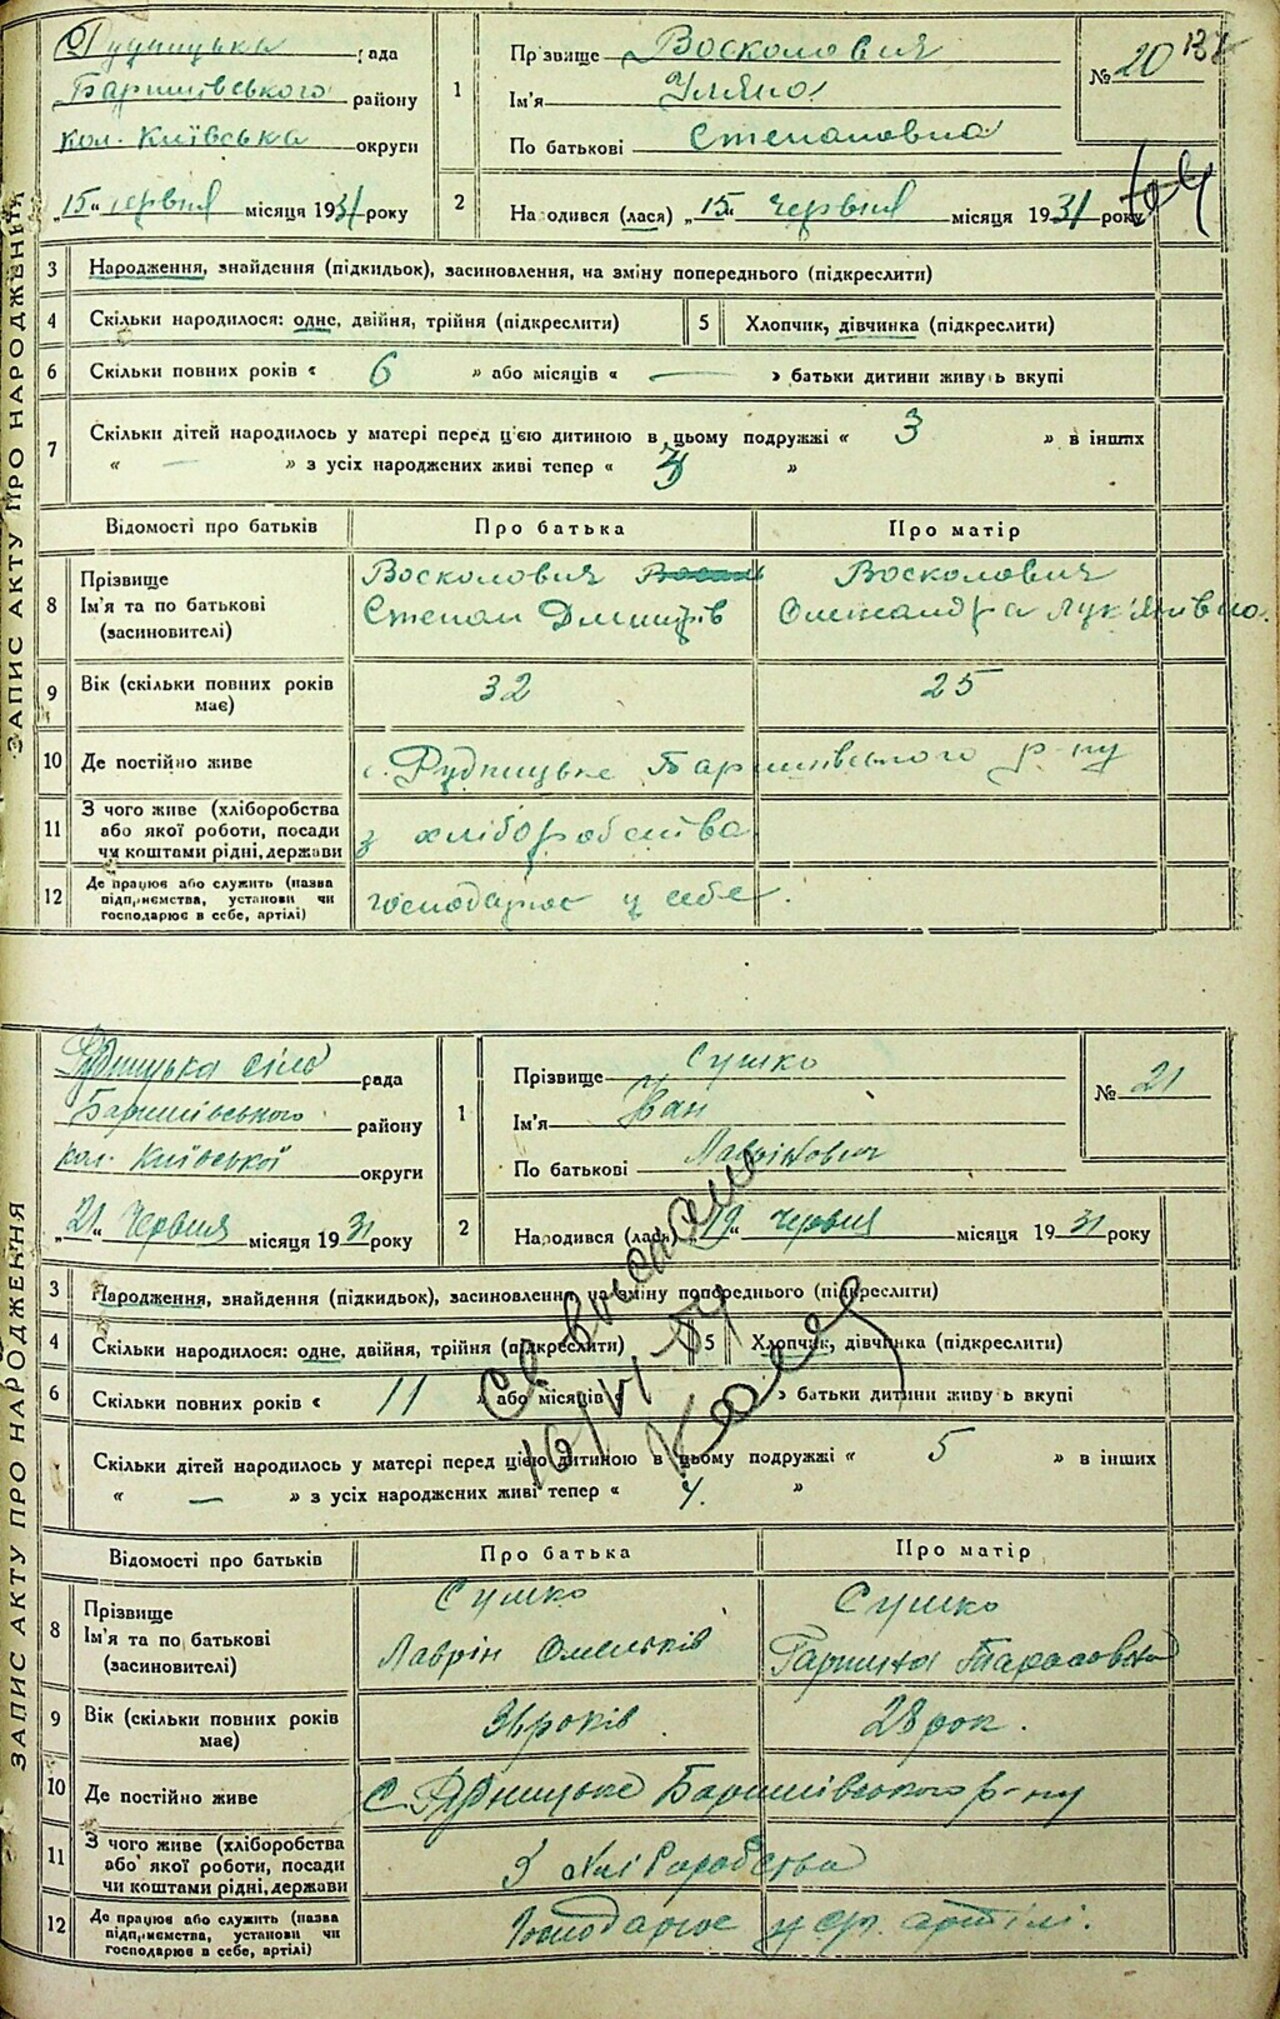 Рудницька рада
Баришівського району
кол. Київська округи
„15“ червня місяця 1931 року
1
Прізвище Восколович
Ім'я Уляна
По батькові Степановна
№ 20
2
Народився (лася) „15“ червня місяця 1931 року
ЗАПИС АКТУ ПРО НАРОДЖЕННЯ
3 Народження, знайдення (підкидьок), засиновлення, на зміну попереднього (підкреслити)
4 Скільки народилося: одне, двійня, трійня (підкреслити) 5 Хлопчик, дівчинка (підкреслити)
6 Скільки повних років « 6 » або місяців « — » батьки дитини живуть вкупі
7 Скільки дітей народилось у матері перед цією дитиною в цьому подружжі « 3 » в інших
« — » з усіх народжених живі тепер « »
Відомості про батьків Про батька Про матір
8 Прізвище
Ім'я та по батькові
(засиновителі)
Восколович
Степан Дмитрів
Восколович
Олександра Лук'янівна.
9 Вік (скільки повних років
має) 32 25
10 Де постійно живе с. Рудницьке Баришівського р-ну
11 З чого живе (хліборобства
або якої роботи, посади
чи коштами рідні, держави
з хліборобства
12 Де працює або служить (назва
підприємства, установи чи
господарює в себе, артілі)
господарює у себе.
Рудницька сіль рада
Баришівського району
кол. Київської округи
„21“ Червня місяця 1931 року
1
Прізвище Сушко
Ім'я Іван
По батькові Лаврінович
№ 21
2
Народився (лася) „19“ червня місяця 1931 року
ЗАПИС АКТУ ПРО НАРОДЖЕННЯ
3 Народження, знайдення (підкидьок), засиновлення, на зміну попереднього (підкреслити)
4 Скільки народилося: одне, двійня, трійня (підкреслити) 5 Хлопчик, дівчинка (підкреслити)
6 Скільки повних років « 11 » або місяців « » батьки дитини живуть вкупі
Скільки дітей народилось у матері перед цією дитиною в цьому подружжі « 5 » в інших
« — » з усіх народжених живі тепер « 4. »
Відомості про батьків Про батька Про матір
8 Прізвище
Ім'я та по батькові
(засиновителі)
Сушко
Лаврін Омельків
Сушко
Тарасовна
9 Вік (скільки повних років
має) 36 років 28 рок.
10 Де постійно живе С. Рудницьке Баришівського р-ну
11 З чого живе (хліборобства
або якої роботи, посади
чи коштами рідні, держави
З хліборобства
12 Де працює або служить (назва
підприємства, установи чи
господарює в себе, артілі)
Господарює у артілі.